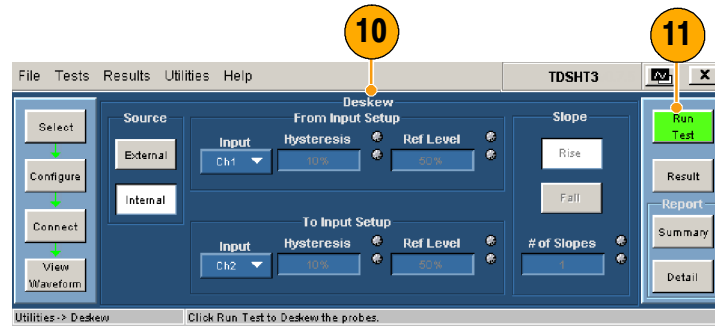 10
11
File Tests Results Utilities Help
TDSHT3
X
Deskew
Select
Configure
Connect
View
Waveform
Source
External
Internal
From Input Setup
Input
Hysteresis
Ref Level
Ch1
10%
50%
To Input Setup
Input
Hysteresis
Ref Level
Ch2
10%
50%
Slope
Rise
Fall
# of Slopes
1
Run
Test
Result
Report
Summary
Detail
Utilities -> Deskew
Click Run Test to Deskew the probes.